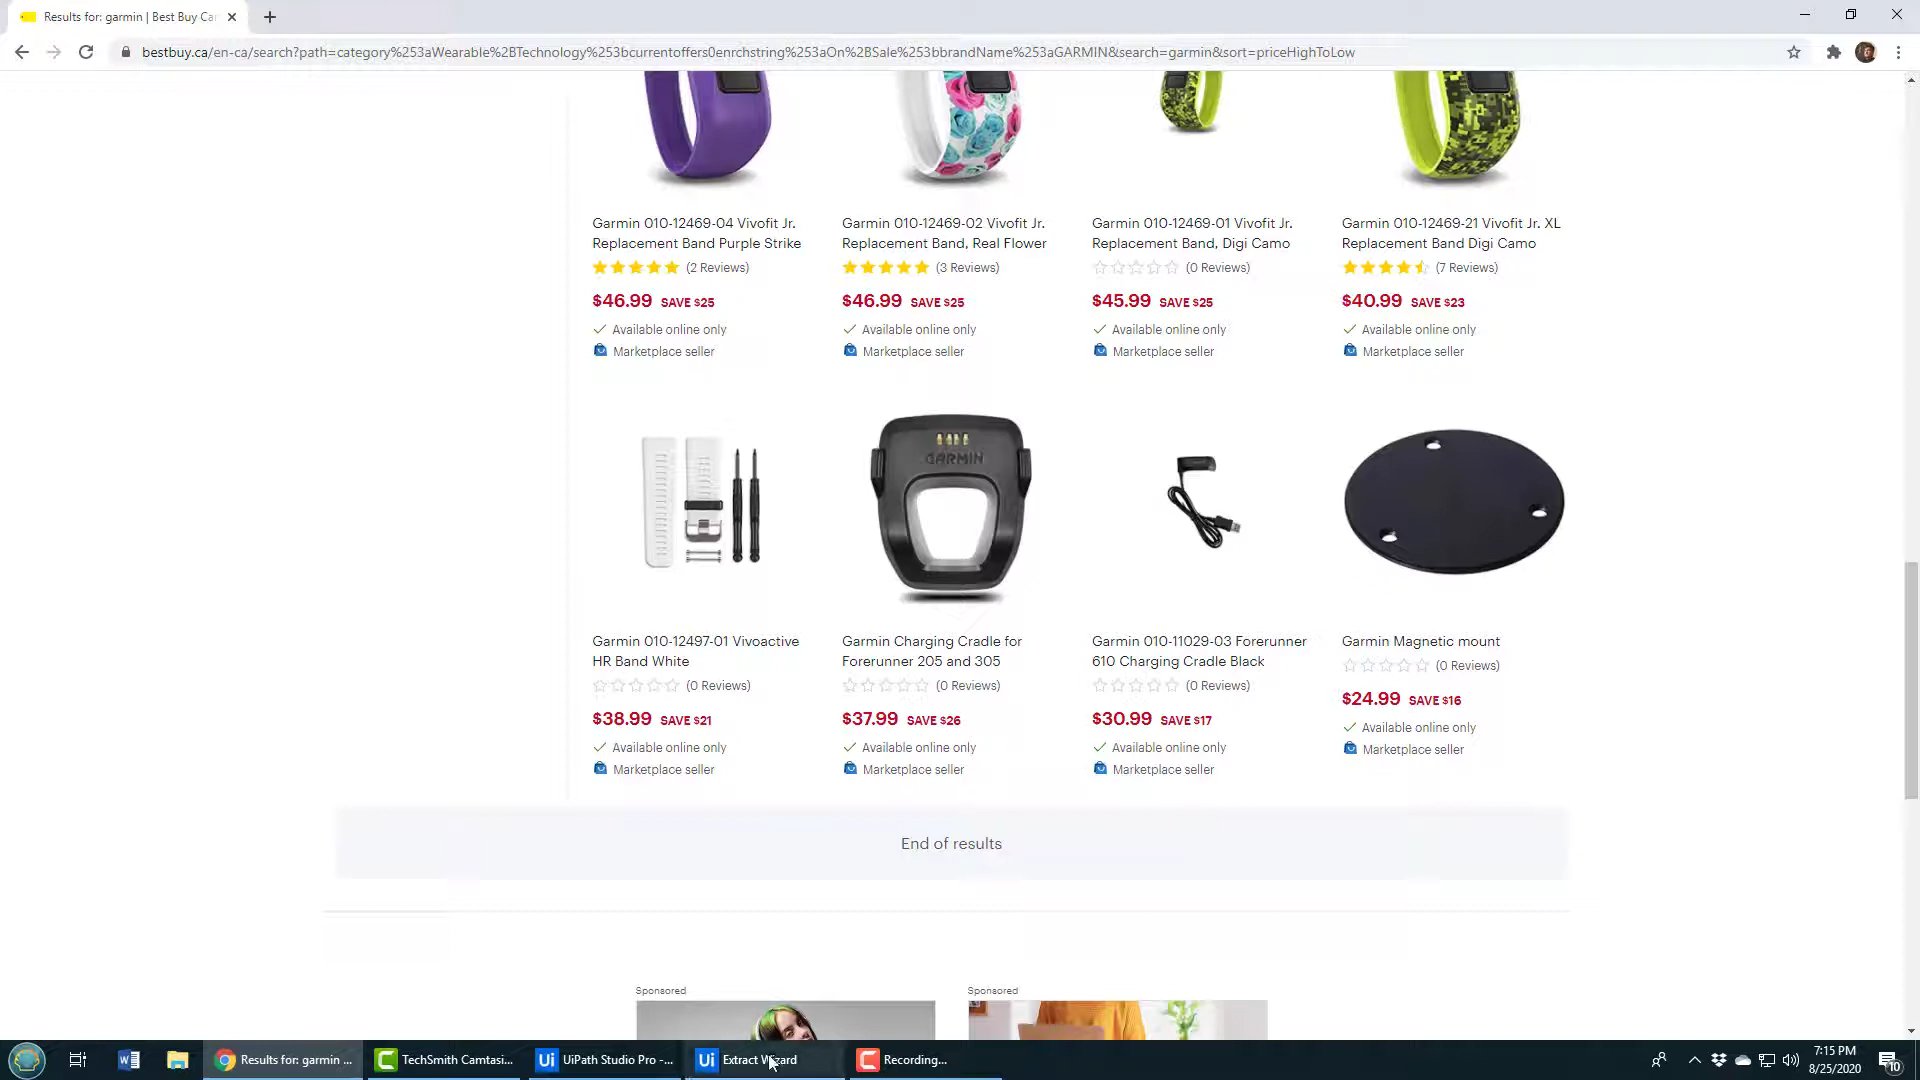 Results for: garmin | Best Buy Ca
bestbuy.ca/en-ca/search?path=category%253aWearable%2BTechnology%253bcurrentoffers0enrchstring%253aOn%2BSale%253bbrandName%253aGARMIN&search=garmin&sort=priceHighToLow
Garmin 010-12469-04 Vivofit Jr.
Replacement Band Purple Strike
(2 Reviews)
$46.99 SAVE $25
Available online only
Marketplace seller
Garmin 010-12469-02 Vivofit Jr.
Replacement Band, Real Flower
(3 Reviews)
$46.99 SAVE $25
Available online only
Marketplace seller
Garmin 010-12469-01 Vivofit Jr.
Replacement Band, Digi Camo
(0 Reviews)
$45.99 SAVE $25
Available online only
Marketplace seller
Garmin 010-12469-21 Vivofit Jr. XL
Replacement Band Digi Camo
(7 Reviews)
$40.99 SAVE $23
Available online only
Marketplace seller
GARMIN
Garmin 010-12497-01 Vivoactive
HR Band White
(0 Reviews)
$38.99 SAVE $21
Available online only
Marketplace seller
Garmin Charging Cradle for
Forerunner 205 and 305
(0 Reviews)
$37.99 SAVE $26
Available online only
Marketplace seller
Garmin 010-11029-03 Forerunner
610 Charging Cradle Black
(0 Reviews)
$30.99 SAVE $17
Available online only
Marketplace seller
Garmin Magnetic mount
(0 Reviews)
$24.99 SAVE $16
Available online only
Marketplace seller
End of results
Sponsored
Sponsored
Results for: garmin ...
TechSmith Camtasi...
Ui UiPath Studio Pro -...
Ui Extract Wizard
Recording...
7:15 PM
8/25/2020
10